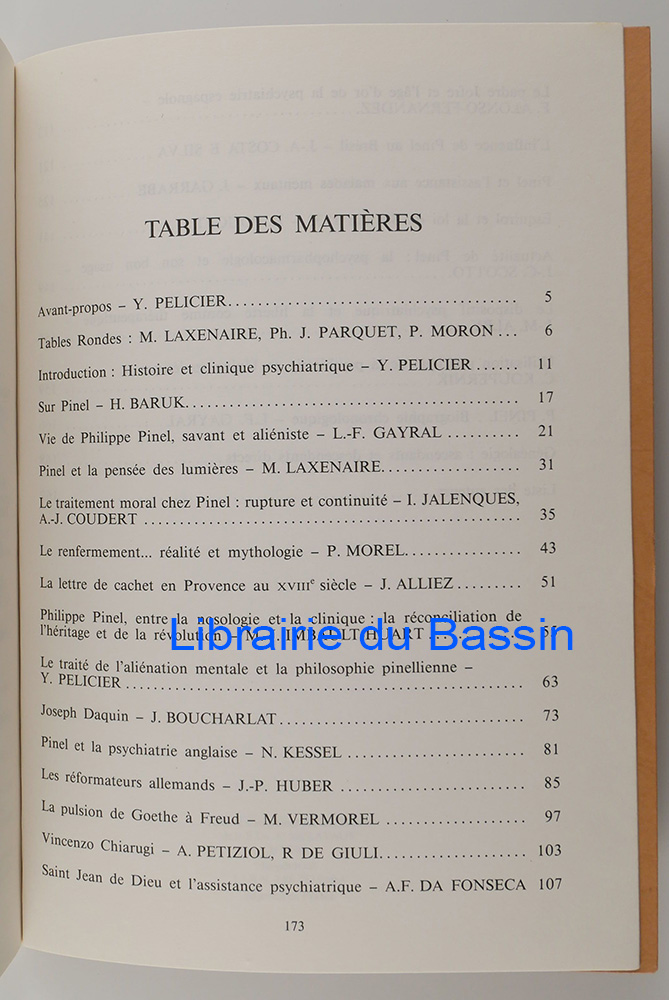 TABLE DES MATIÈRES
Avant-propos – Y. PELICIER....................................... 5
Tables Rondes : M. LAXENAIRE, Ph. J. PARQUET, P. MORON ... 6
Introduction : Histoire et clinique psychiatrique – Y. PELICIER ...... 11
Sur Pinel – H. BARUK............................................. 17
Vie de Philippe Pinel, savant et aliéniste – L.-F. GAYRAL .......... 21
Pinel et la pensée des lumières – M. LAXENAIRE................... 31
Le traitement moral chez Pinel : rupture et continuité – I. JALENQUES,
A.-J. COUDERT ................................................... 35
Le renfermement... réalité et mythologie – P. MOREL............... 43
La lettre de cachet en Provence au XVIIIe siècle – J. ALLIEZ ......... 51
Philippe Pinel, entre la nosologie et la clinique : la réconciliation de
l'héritage et de la révolution – IMBAULT-HUART ............. 55
Librairie du Bassin
Le traité de l'aliénation mentale et la philosophie pinellienne –
Y. PELICIER...................................................... 63
Joseph Daquin – J. BOUCHARLAT................................. 73
Pinel et la psychiatrie anglaise – N. KESSEL ........................ 81
Les réformateurs allemands – J.-P. HUBER ......................... 85
La pulsion de Goethe à Freud – M. VERMOREL ................... 97
Vincenzo Chiarugi – A. PETIZIOL, R DE GIULI.................... 103
Saint Jean de Dieu et l'assistance psychiatrique – A.F. DA FONSECA 107
173